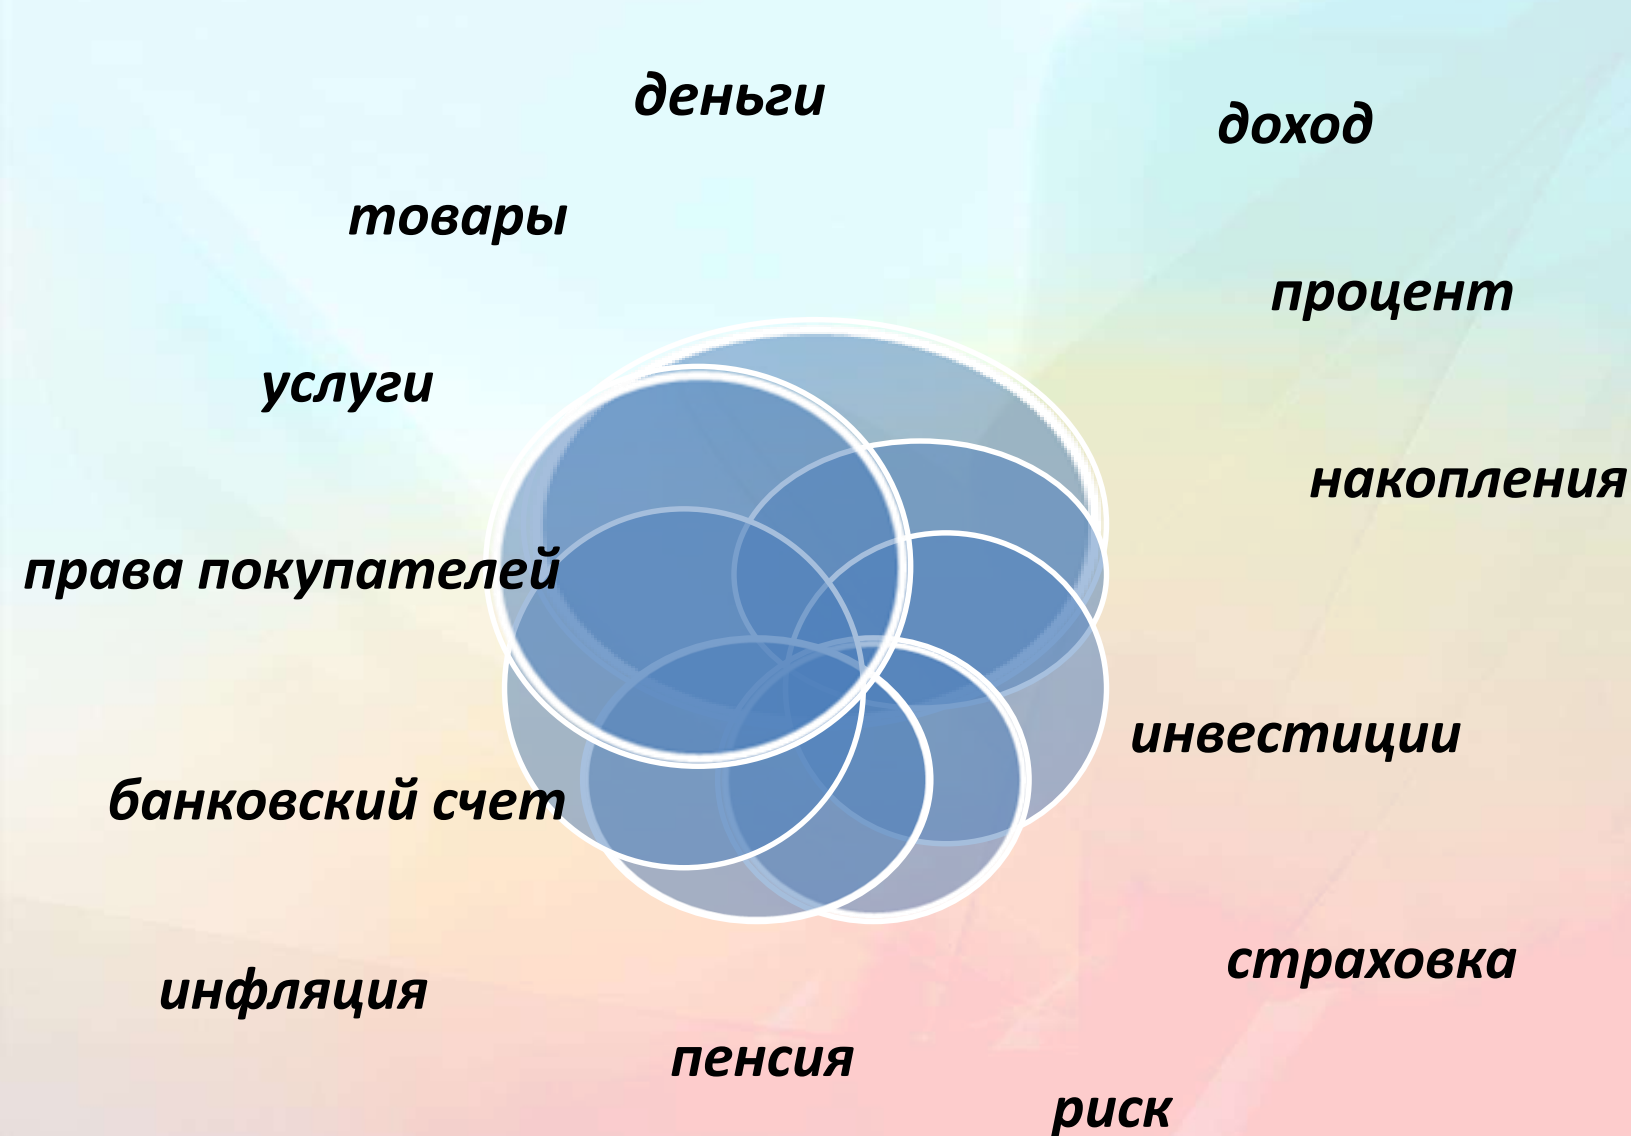 деньги
доход
товары
процент
услуги
накопления
права покупателей
инвестиции
банковский счет
страховка
инфляция
пенсия
риск